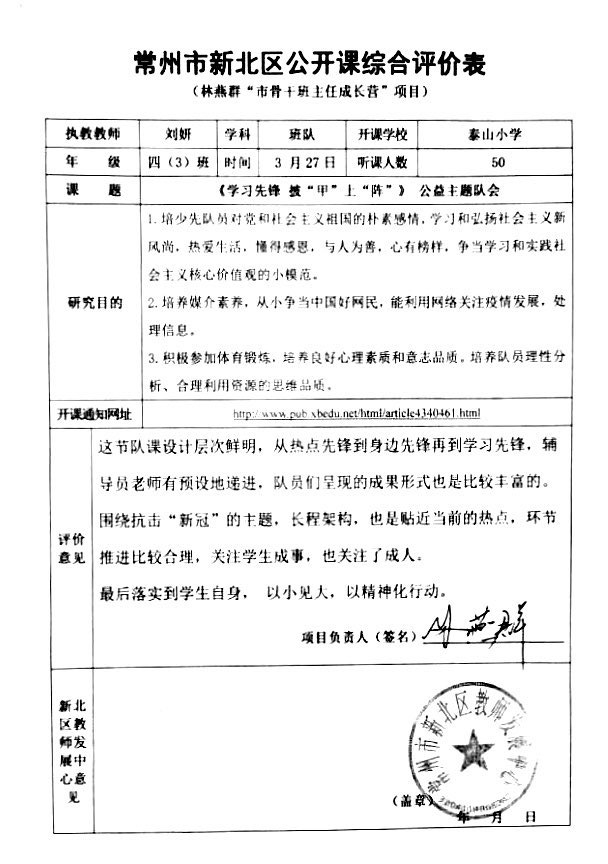 常州市新北区公开课综合评价表
（林燕群“市骨干班主任成长营”项目）
执教教师 刘妍 学科 班队 开课学校 泰山小学
年 级 四（3）班 时间 3 月 27 日 听课人数 50
课 题 《学习先锋 披“甲”上“阵”》 公益主题队会
1. 培少先队员对党和社会主义祖国的朴素感情，学习和弘扬社会主义新
风尚，热爱生活，懂得感恩，与人为善，心有榜样，争当学习和实践社
会主义核心价值观的小模范。
研究目的
2. 培养媒介素养，从小争当中国好网民，能利用网络关注疫情发展，处
理信息。
3. 积极参加体育锻炼，培养良好心理素质和意志品质。培养队员理性分
析、合理利用资源的思维品质。
开课通知网址 http://www.pub.xbedu.net/html/article4340461.html
评价
意见
这节队课设计层次鲜明，从热点先锋到身边先锋再到学习先锋，辅
导员老师有预设地递进，队员们呈现的成果形式也是比较丰富的。
围绕抗击“新冠”的主题，长程架构，也是贴近当前的热点，环节
推进比较合理，关注学生成事，也关注了成人。
最后落实到学生自身， 以小见大，以精神化行动。
项目负责人（签名） 林燕群
新北
区教
师发
展中
心意
见
常州市新北区教师发展中心
（盖章）
年 月 日